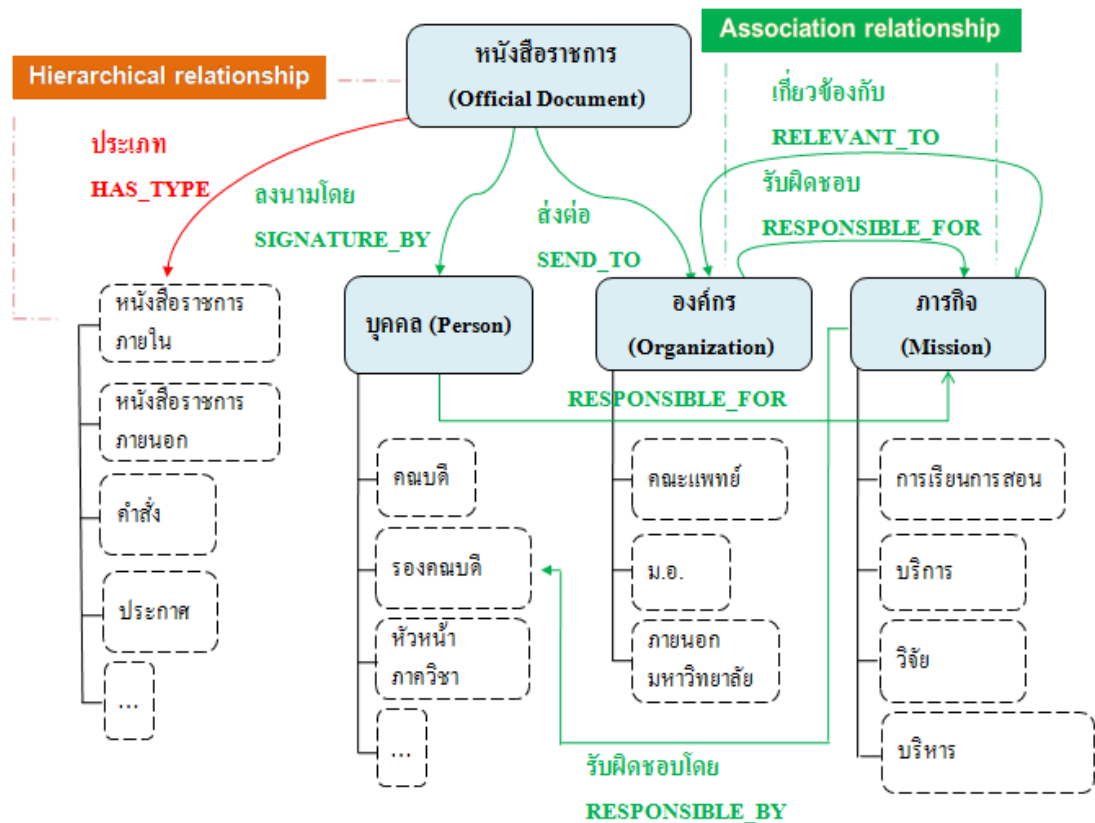 Association relationship
หนังสือราชการ
(Official Document)
Hierarchical relationship
เกี่ยวข้องกับ
RELEVANT_TO
ประเภท
HAS_TYPE
รับผิดชอบ
RESPONSIBLE_FOR
ลงนามโดย
SIGNATURE_BY
ส่งต่อ
SEND_TO
หนังสือราชการ
ภายใน
หนังสือราชการ
ภายนอก
คำสั่ง
ประกาศ
...
บุคคล (Person)
องค์กร
(Organization)
ภารกิจ
(Mission)
RESPONSIBLE_FOR
คณบดี
รองคณบดี
หัวหน้า
ภาควิชา
...
คณะแพทย์
ม.อ.
ภายนอก
มหาวิทยาลัย
การเรียนการสอน
บริการ
วิจัย
บริหาร
รับผิดชอบโดย
RESPONSIBLE_BY